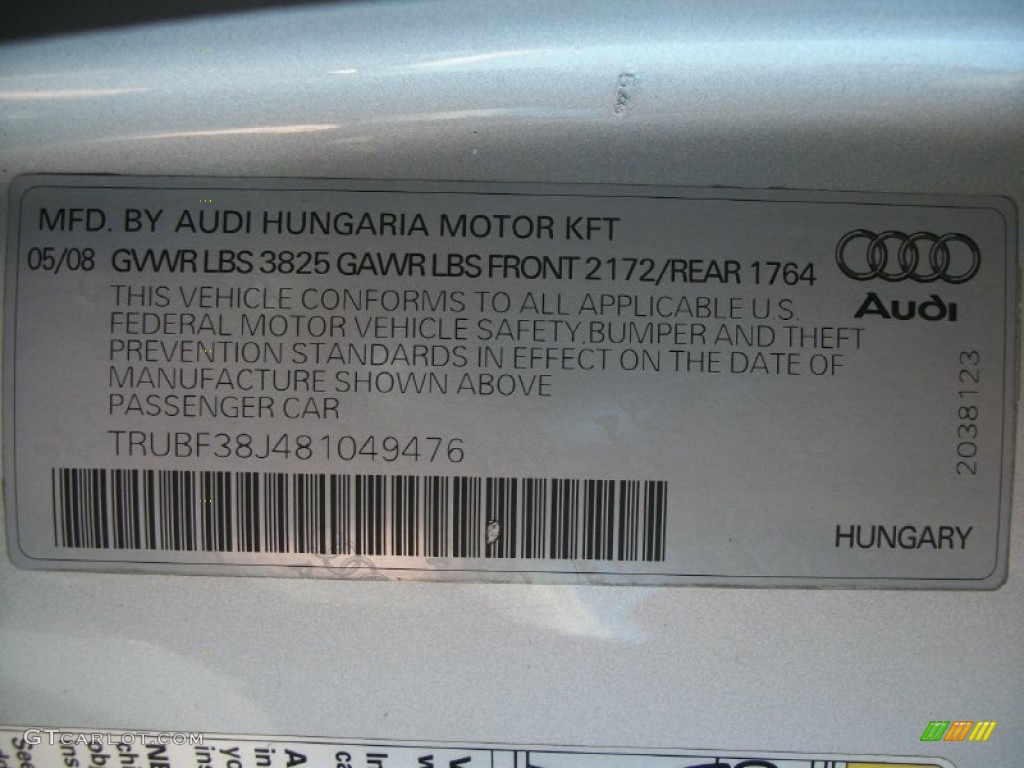 MFD. BY AUDI HUNGARIA MOTOR KFT
05/08 GVWR LBS 3825 GAWR LBS FRONT 2172/REAR 1764
THIS VEHICLE CONFORMS TO ALL APPLICABLE U.S.
FEDERAL MOTOR VEHICLE SAFETY, BUMPER AND THEFT
PREVENTION STANDARDS IN EFFECT ON THE DATE OF
MANUFACTURE SHOWN ABOVE
PASSENGER CAR
TRUBF38J481049476
Audi
2038123
HUNGARY
GTcarlot.com